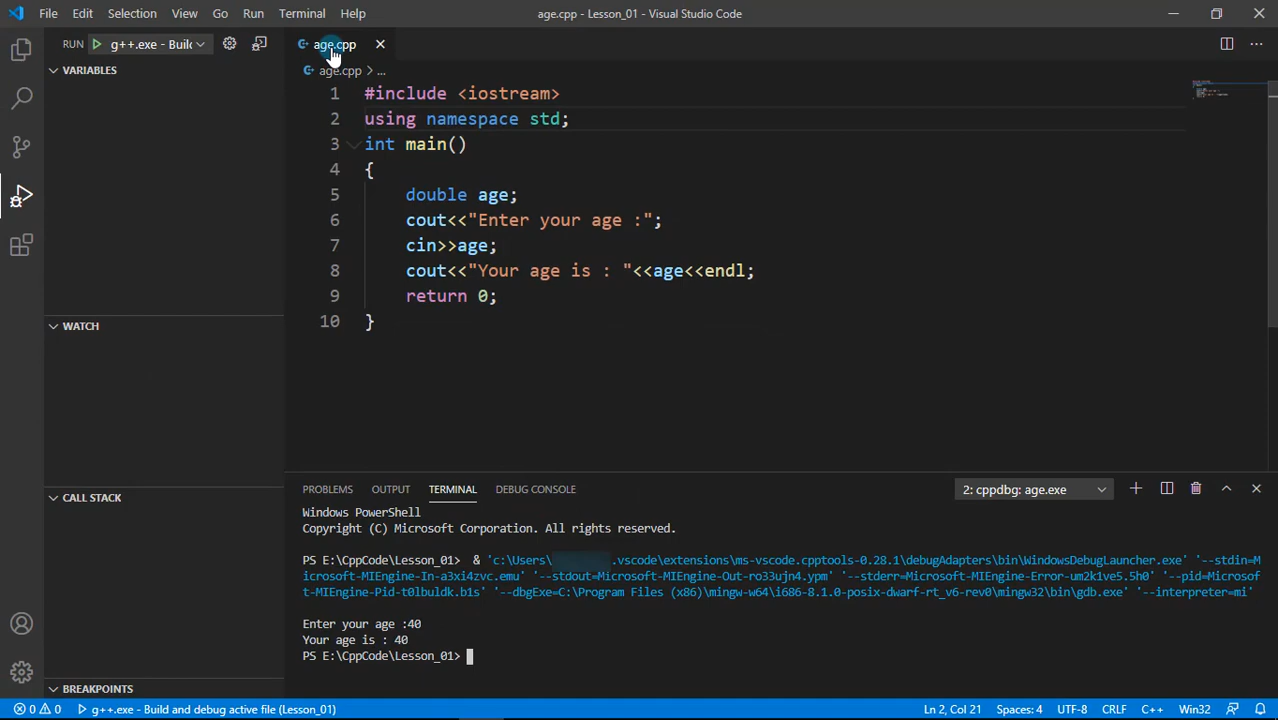 File Edit Selection View Go Run Terminal Help age.cpp - Lesson_01 - Visual Studio Code
RUN g++.exe - Builc age.cpp
VARIABLES age.cpp > ...
1 #include <iostream>
2 using namespace std;
3 int main()
4 {
5 double age;
6 cout<<"Enter your age :";
7 cin>>age;
8 cout<<"Your age is : "<<age<<endl;
9 return 0;
10 }
WATCH
CALL STACK
BREAKPOINTS
PROBLEMS OUTPUT TERMINAL DEBUG CONSOLE 2: cppdbg: age.exe
Windows PowerShell
Copyright (C) Microsoft Corporation. All rights reserved.
PS E:\CppCode\Lesson_01> & 'c:\Users\ .vscode\extensions\ms-vscode.cpptools-0.28.1\debugAdapters\bin\WindowsDebugLauncher.exe' '--stdin=M
icrosoft-MIEngine-In-a3xi4zvc.emu' '--stdout=Microsoft-MIEngine-Out-ro33ujn4.ypm' '--stderr=Microsoft-MIEngine-Error-um2k1ve5.5h0' '--pid=Microsof
t-MIEngine-Pid-t0lbuldk.b1s' '--dbgExe=C:\Program Files (x86)\mingw-w64\i686-8.1.0-posix-dwarf-rt_v6-rev0\mingw32\bin\gdb.exe' '--interpreter=mi'
Enter your age :40
Your age is : 40
PS E:\CppCode\Lesson_01>
0 0 g++.exe - Build and debug active file (Lesson_01) Ln 2, Col 21 Spaces: 4 UTF-8 CRLF C++ Win32